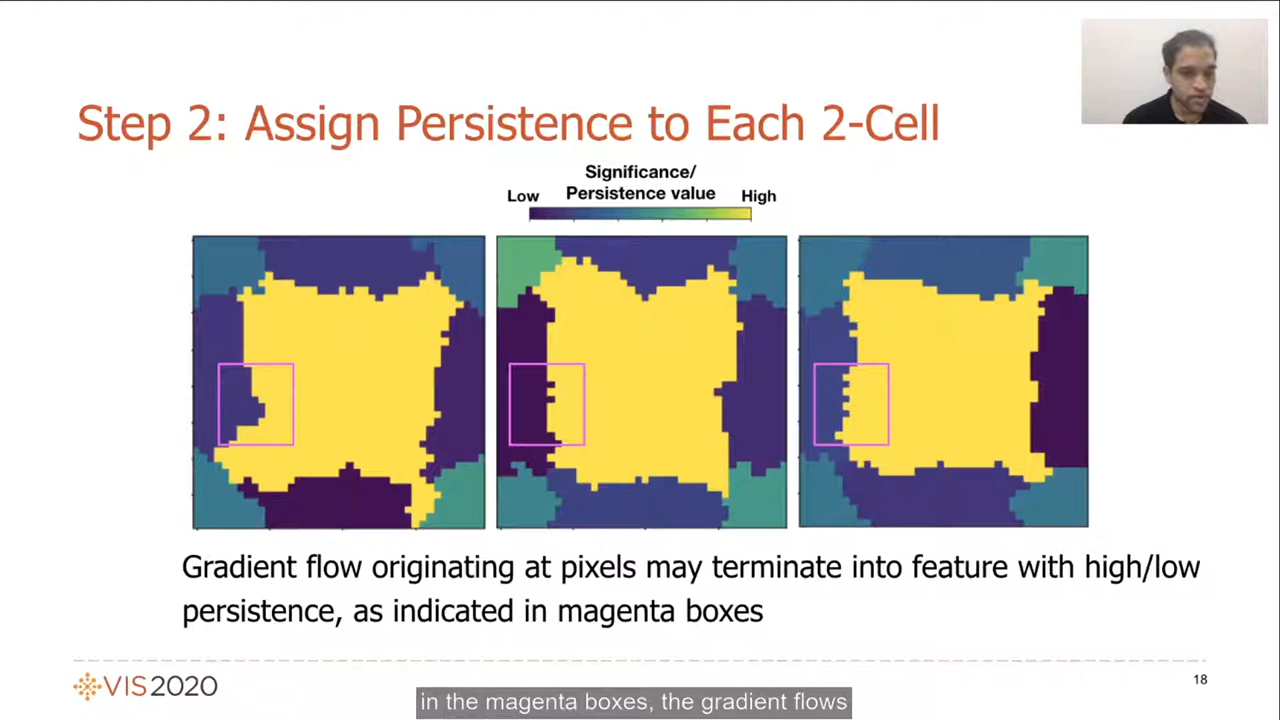 Step 2: Assign Persistence to Each 2-Cell
Significance/
Low Persistence value High
Gradient flow originating at pixels may terminate into feature with high/low
persistence, as indicated in magenta boxes
VIS2020
18
in the magenta boxes, the gradient flows